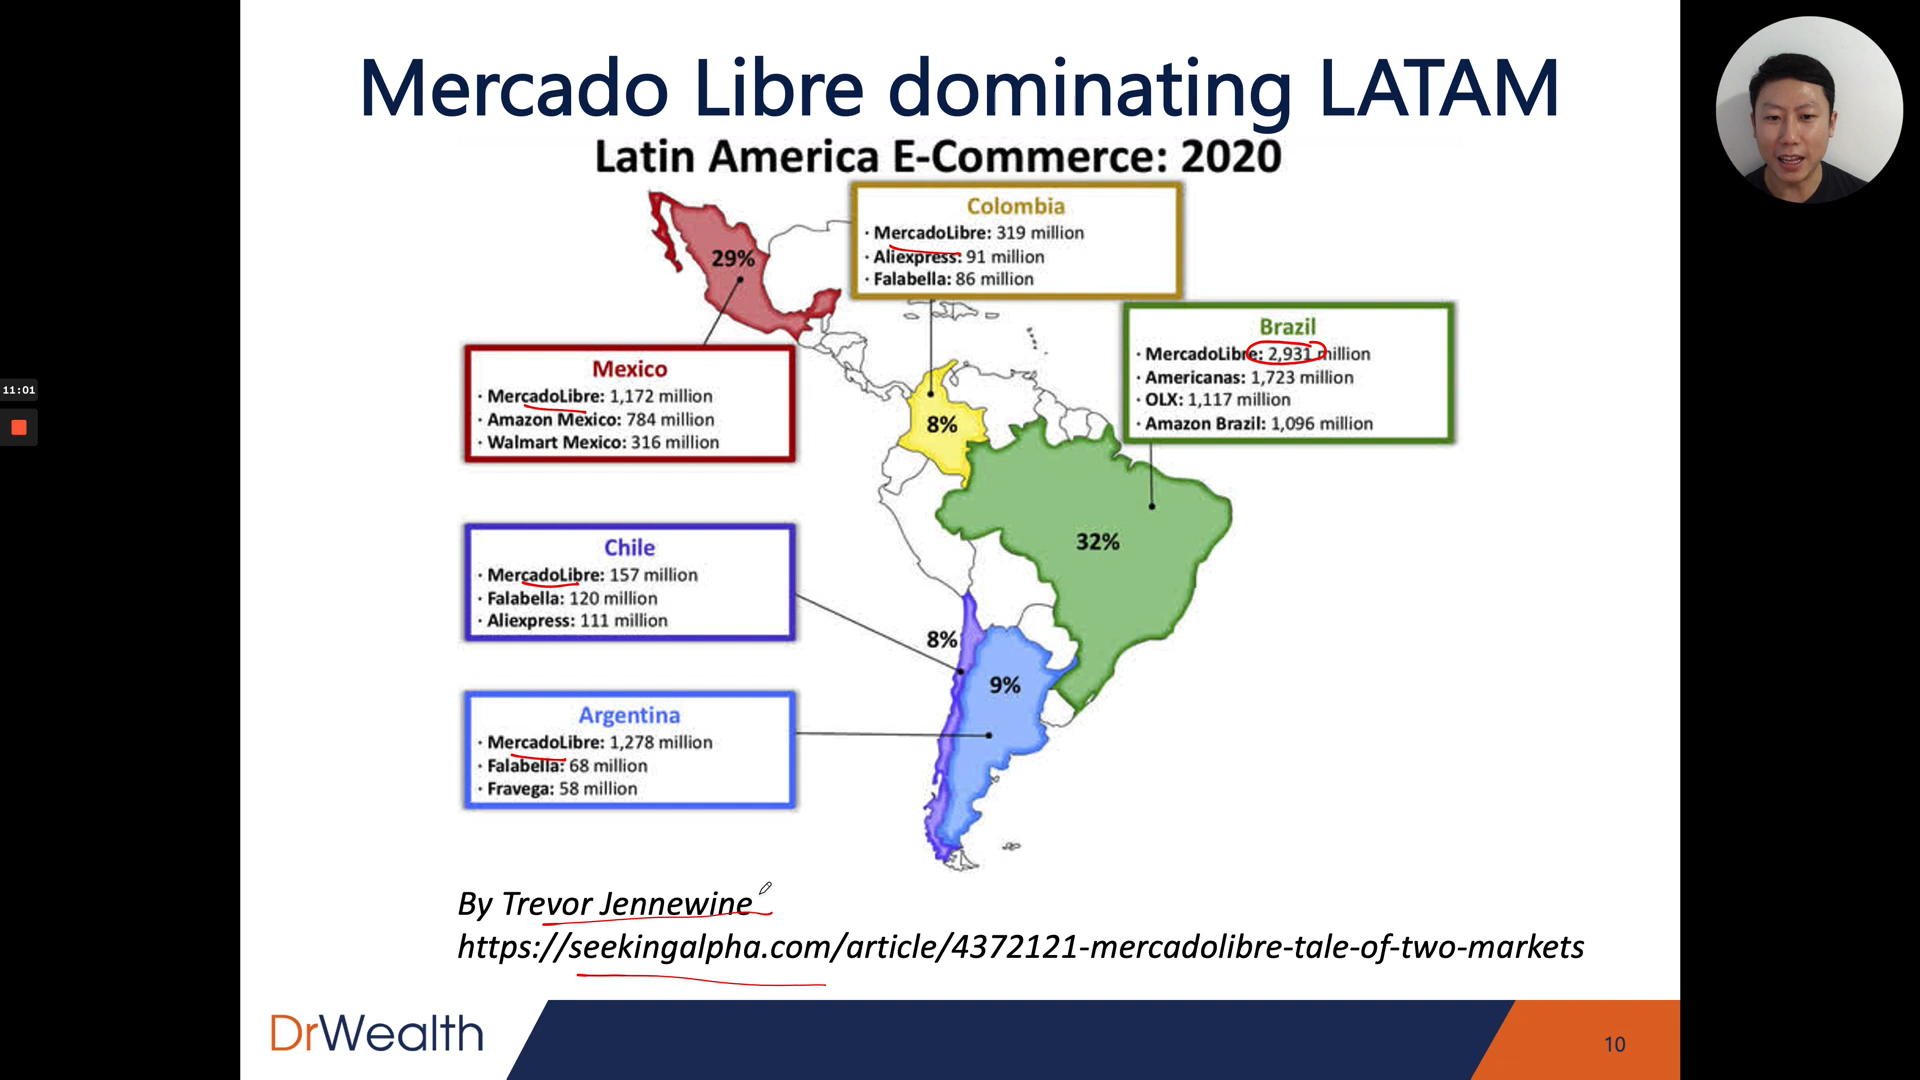 Mercado Libre dominating LATAM
Latin America E-Commerce: 2020
Colombia
· MercadoLibre: 319 million
· Aliexpress: 91 million
· Falabella: 86 million
29%
Brazil
· MercadoLibre: 2,931 million
· Americanas: 1,723 million
· OLX: 1,117 million
· Amazon Brazil: 1,096 million
Mexico
· MercadoLibre: 1,172 million
· Amazon Mexico: 784 million
· Walmart Mexico: 316 million
11:01
8%
32%
Chile
· MercadoLibre: 157 million
· Falabella: 120 million
· Aliexpress: 111 million
8%
9%
Argentina
· MercadoLibre: 1,278 million
· Falabella: 68 million
· Fravega: 58 million
By Trevor Jennewine
https://seekingalpha.com/article/4372121-mercadolibre-tale-of-two-markets
DrWealth
10